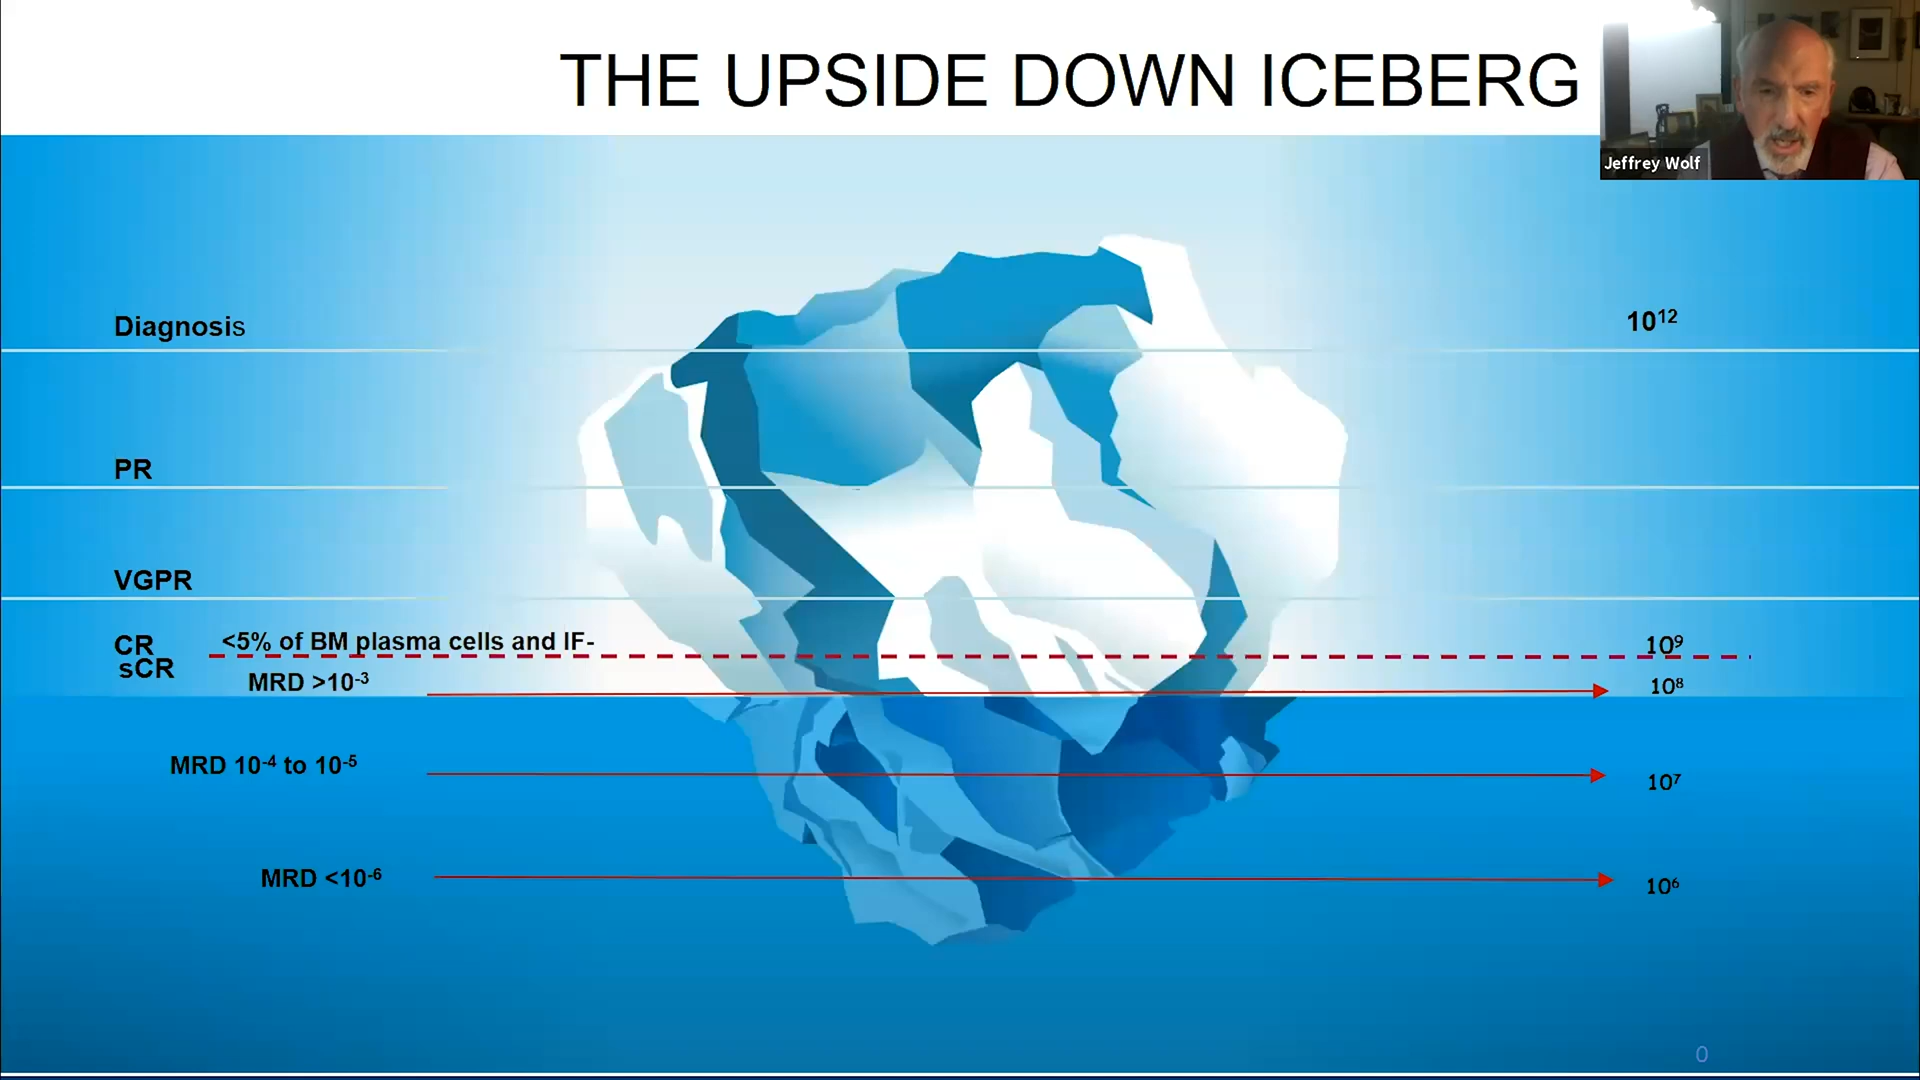 THE UPSIDE DOWN ICEBERG
Jeffrey Wolf
Diagnosis
10¹²
PR
VGPR
CR
<5% of BM plasma cells and IF-
10⁹
sCR
MRD >10⁻³
10⁸
MRD 10⁻⁴ to 10⁻⁵
10⁷
MRD <10⁻⁶
10⁶
0